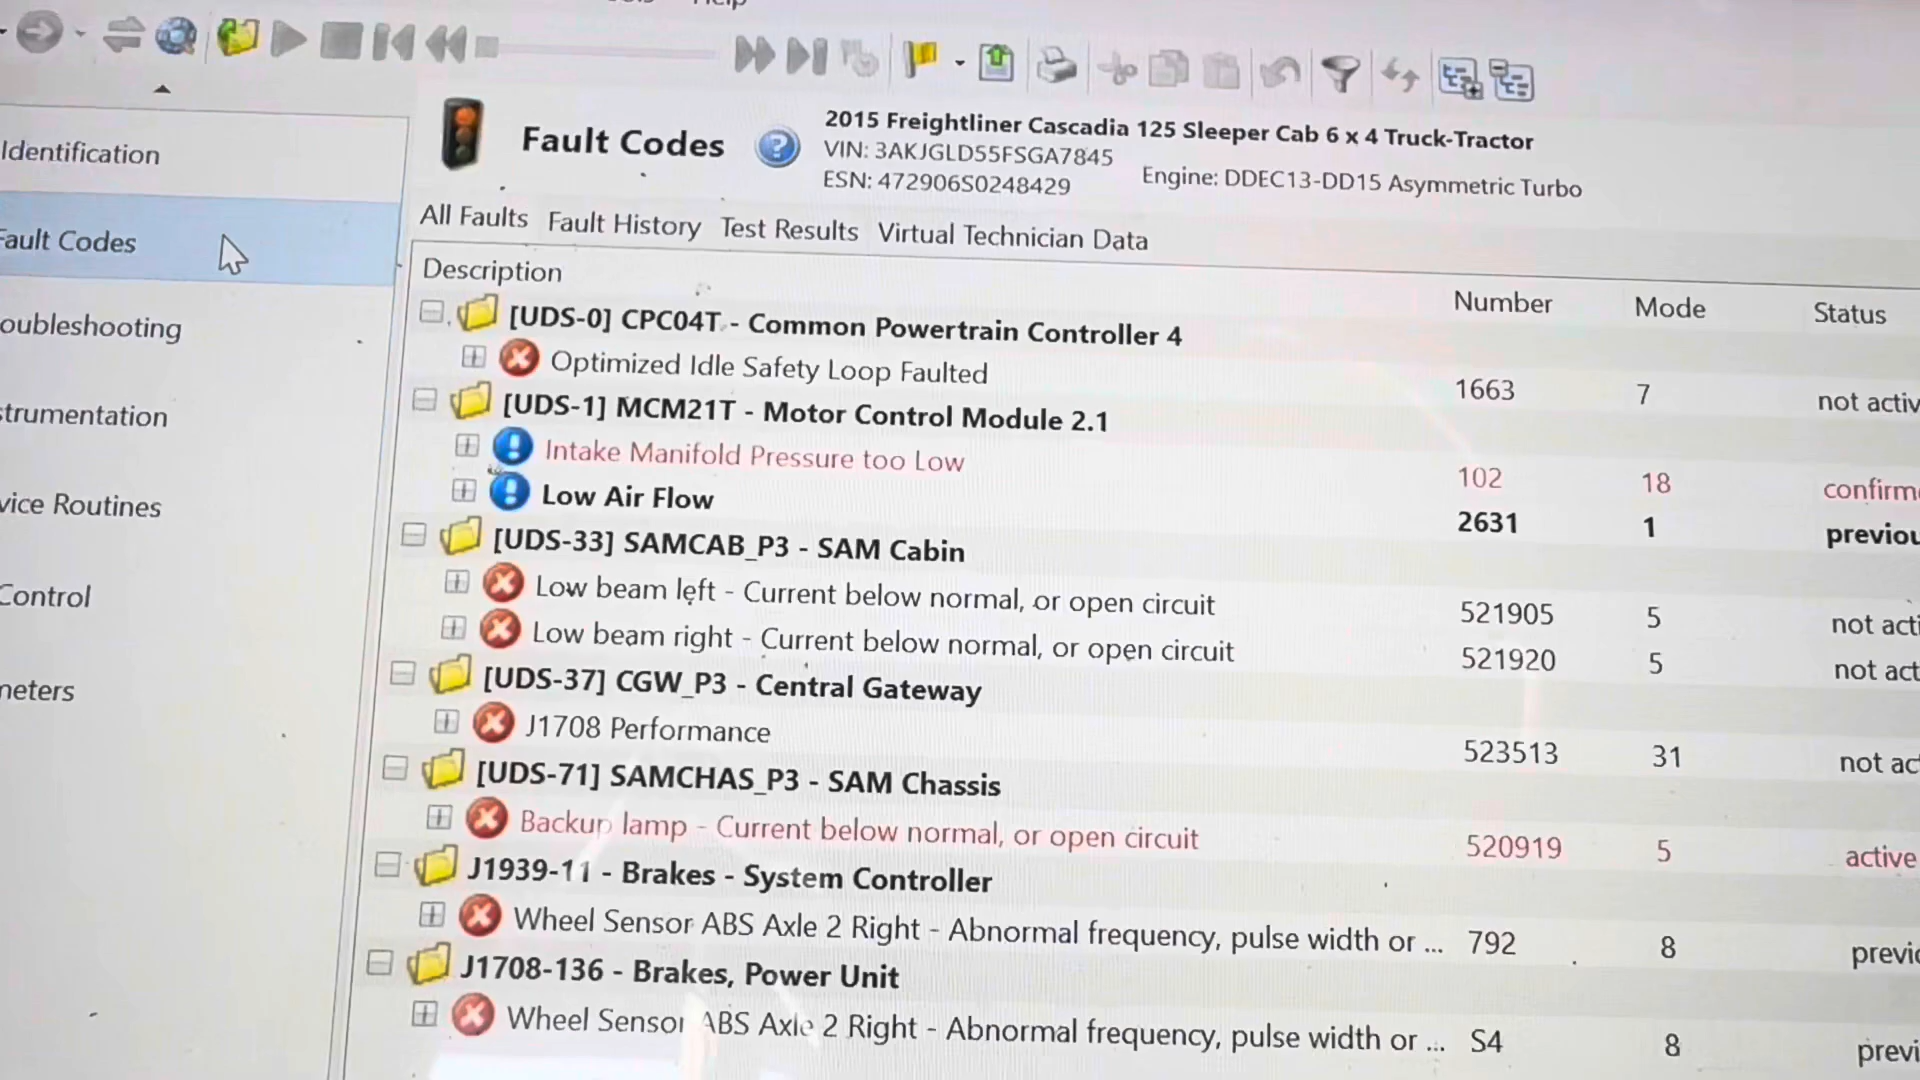 Help
Identification
Fault Codes
oubleshooting
strumentation
vice Routines
Control
meters
Fault Codes
2015 Freightliner Cascadia 125 Sleeper Cab 6 x 4 Truck-Tractor
VIN: 3AKJGLD55FSGA7845
ESN: 472906S0248429
Engine: DDEC13-DD15 Asymmetric Turbo
All Faults Fault History Test Results Virtual Technician Data
Description Number Mode Status
[UDS-0] CPC04T - Common Powertrain Controller 4
Optimized Idle Safety Loop Faulted 1663 7 not activ
[UDS-1] MCM21T - Motor Control Module 2.1
Intake Manifold Pressure too Low 102 18 confirme
Low Air Flow 2631 1 previou
[UDS-33] SAMCAB_P3 - SAM Cabin
Low beam left - Current below normal, or open circuit 521905 5 not acti
Low beam right - Current below normal, or open circuit 521920 5 not act
[UDS-37] CGW_P3 - Central Gateway
J1708 Performance 523513 31 not ac
[UDS-71] SAMCHAS_P3 - SAM Chassis
Backup lamp - Current below normal, or open circuit 520919 5 active
J1939-11 - Brakes - System Controller
Wheel Sensor ABS Axle 2 Right - Abnormal frequency, pulse width or ... 792 8 previo
J1708-136 - Brakes, Power Unit
Wheel Sensor ABS Axle 2 Right - Abnormal frequency, pulse width or ... S4 8 previ